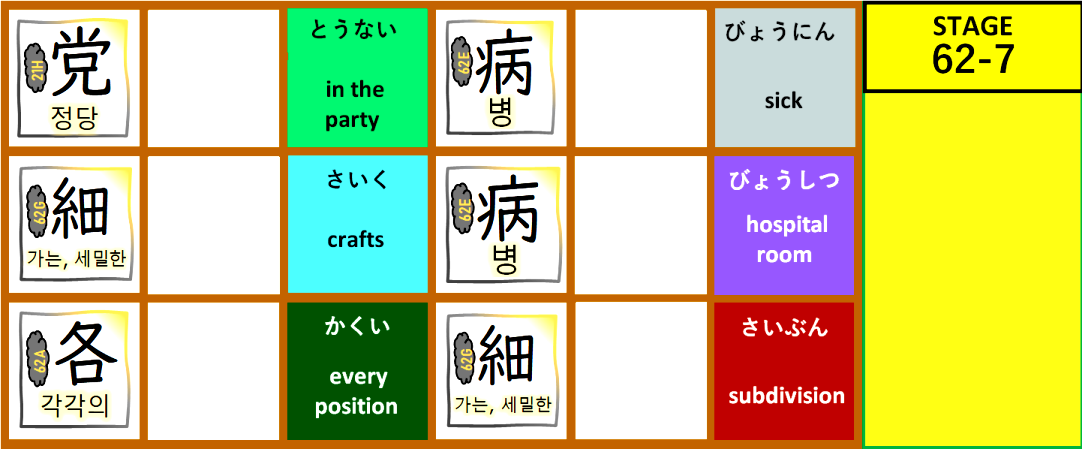 21H
党
정당
とうない
in the
party
62E
病
병
びょうにん
sick
STAGE
62-7
62G
細
가는, 세밀한
さいく
crafts
62E
病
병
びょうしつ
hospital
room
62A
各
각각의
かくい
every
position
62G
細
가는, 세밀한
さいぶん
subdivision